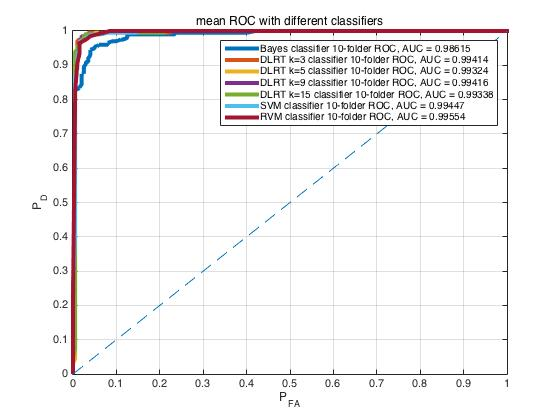 mean ROC with different classifiers
1
0.9
0.8
0.7
0.6
0.5
0.4
0.3
0.2
0.1
0
P_D
Bayes classifier 10-folder ROC, AUC = 0.98615
DLRT k=3 classifier 10-folder ROC, AUC = 0.99414
DLRT k=5 classifier 10-folder ROC, AUC = 0.99324
DLRT k=9 classifier 10-folder ROC, AUC = 0.99416
DLRT k=15 classifier 10-folder ROC, AUC = 0.99338
SVM classifier 10-folder ROC, AUC = 0.99447
RVM classifier 10-folder ROC, AUC = 0.99554
0 0.1 0.2 0.3 0.4 0.5 0.6 0.7 0.8 0.9 1
P_FA